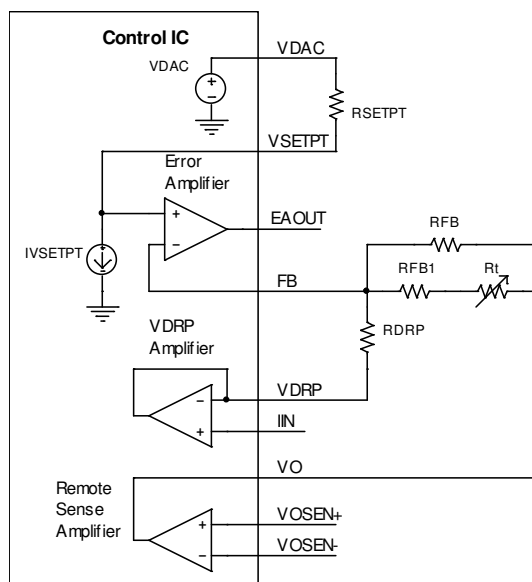 Control IC
VDAC
VDAC
RSETPT
VSETPT
Error
Amplifier
EAOUT
IVSETPT
RFB
FB
RFB1
Rt
VDRP
Amplifier
RDRP
VDRP
IIN
VO
Remote
Sense
Amplifier
VOSEN+
VOSEN-